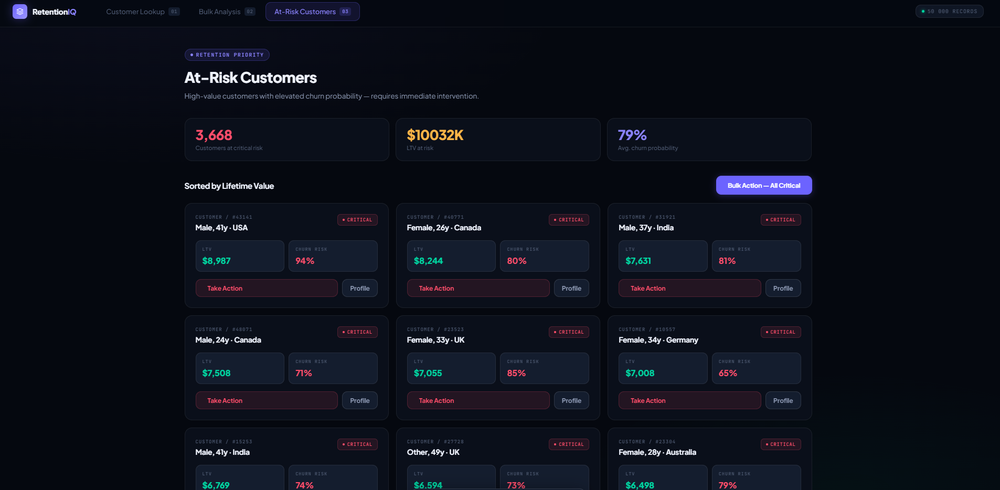 RetentionIQ
Customer Lookup 01
Bulk Analysis 02
At-Risk Customers 03
50 000 RECORDS
RETENTION PRIORITY
At-Risk Customers
High-value customers with elevated churn probability — requires immediate intervention.
3,668
Customers at critical risk
$10032K
LTV at risk
79%
Avg. churn probability
Sorted by Lifetime Value
Bulk Action — All Critical
CUSTOMER / #43141
CRITICAL
Male, 41y · USA
LTV
$8,987
CHURN RISK
94%
Take Action
Profile
CUSTOMER / #40771
CRITICAL
Female, 26y · Canada
LTV
$8,244
CHURN RISK
80%
Take Action
Profile
CUSTOMER / #31921
CRITICAL
Male, 37y · India
LTV
$7,631
CHURN RISK
81%
Take Action
Profile
CUSTOMER / #48071
CRITICAL
Male, 24y · Canada
LTV
$7,508
CHURN RISK
71%
Take Action
Profile
CUSTOMER / #23523
CRITICAL
Female, 33y · UK
LTV
$7,055
CHURN RISK
85%
Take Action
Profile
CUSTOMER / #10557
CRITICAL
Female, 34y · Germany
LTV
$7,008
CHURN RISK
65%
Take Action
Profile
CUSTOMER / #15253
CRITICAL
Male, 41y · India
LTV
$6,769
CHURN RISK
74%
CUSTOMER / #27728
CRITICAL
Other, 49y · UK
LTV
$6,594
CHURN RISK
73%
CUSTOMER / #23304
CRITICAL
Female, 28y · Australia
LTV
$6,498
CHURN RISK
79%